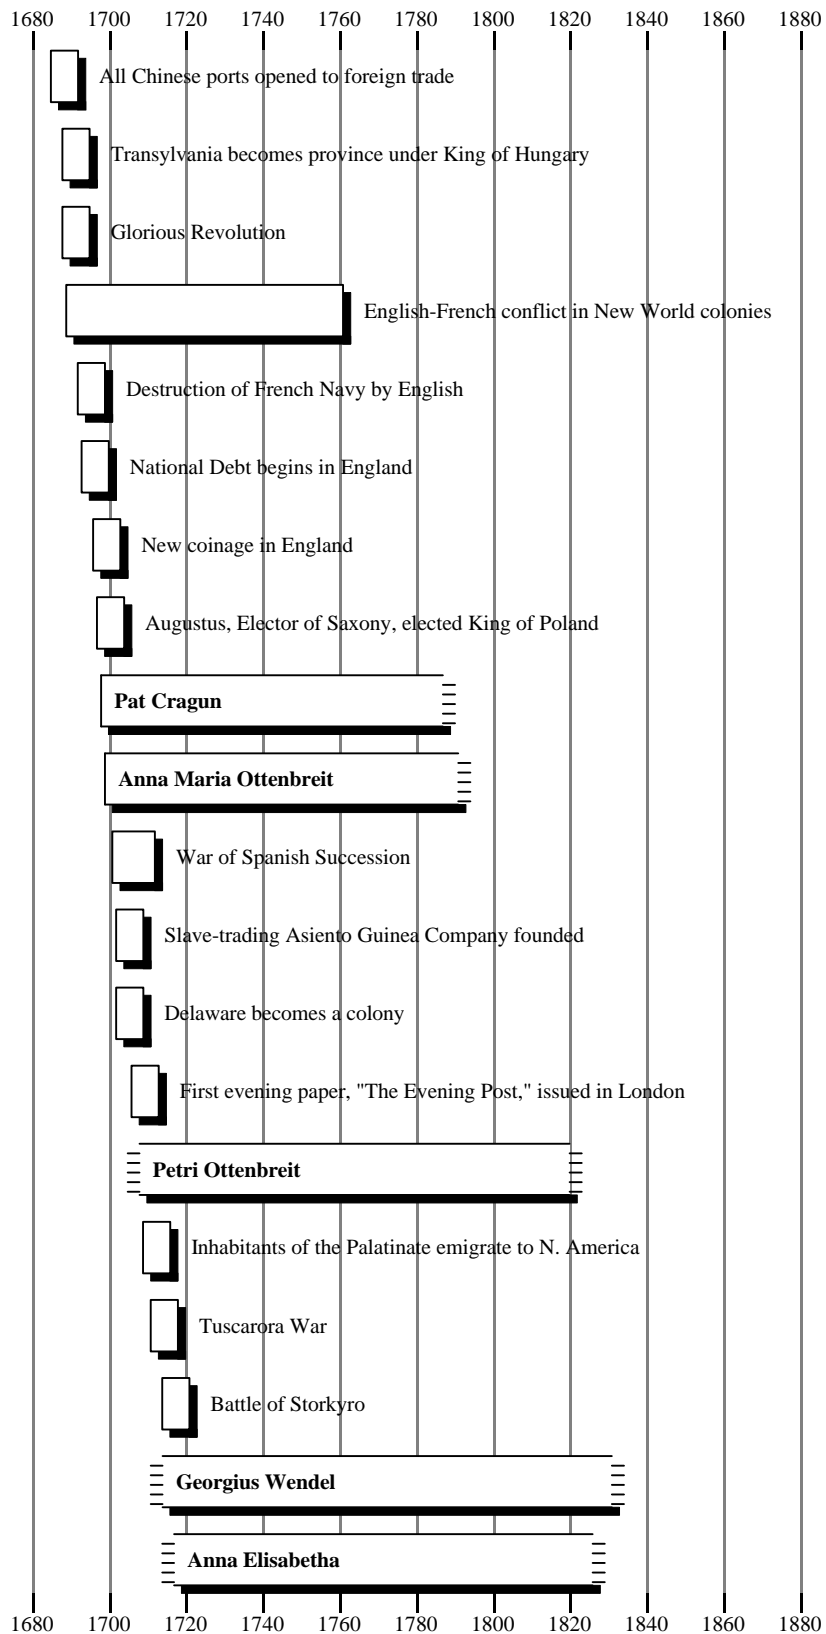 1680 1700 1720 1740 1760 1780 1800 1820 1840 1860 1880
All Chinese ports opened to foreign trade
Transylvania becomes province under King of Hungary
Glorious Revolution
English-French conflict in New World colonies
Destruction of French Navy by English
National Debt begins in England
New coinage in England
Augustus, Elector of Saxony, elected King of Poland
Pat Cragun
Anna Maria Ottenbreit
War of Spanish Succession
Slave-trading Asiento Guinea Company founded
Delaware becomes a colony
First evening paper, "The Evening Post," issued in London
Petri Ottenbreit
Inhabitants of the Palatinate emigrate to N. America
Tuscarora War
Battle of Storkyro
Georgius Wendel
Anna Elisabetha
1680 1700 1720 1740 1760 1780 1800 1820 1840 1860 1880